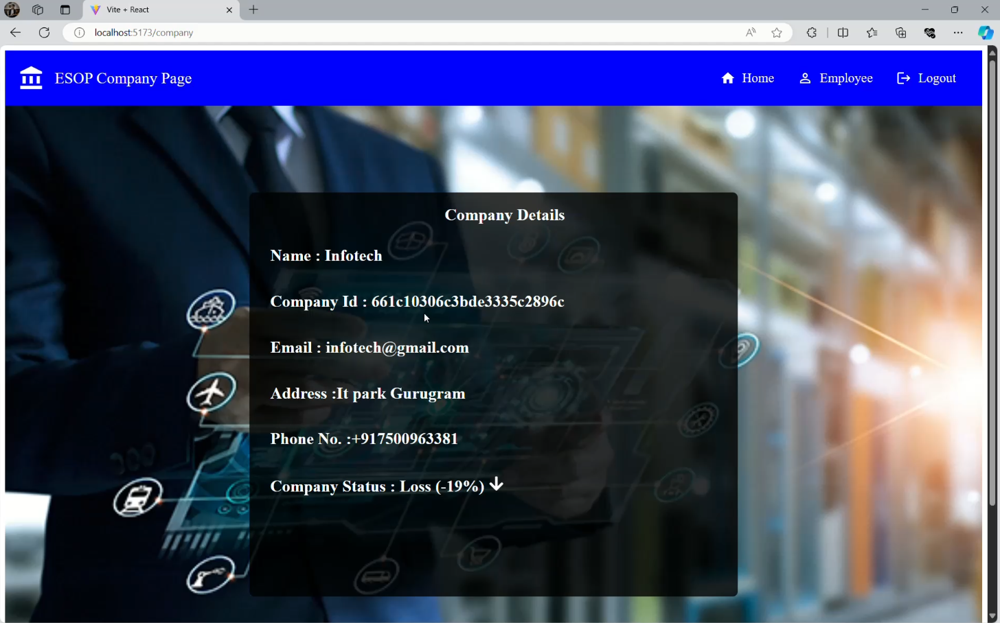 Vite + React
localhost:5173/company
ESOP Company Page
Home
Employee
Logout
Company Details
Name : Infotech
Company Id : 661c10306c3bde3335c2896c
Email : infotech@gmail.com
Address :It park Gurugram
Phone No. :+917500963381
Company Status : Loss (-19%)